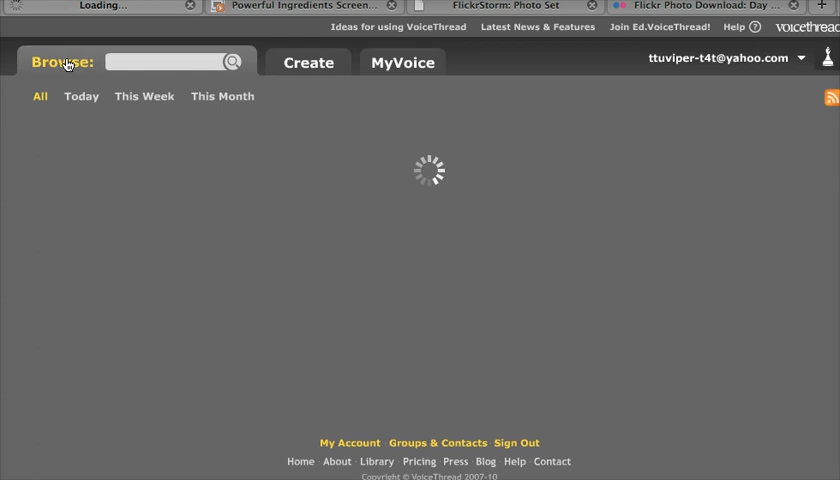 Loading... Powerful Ingredients Screen... FlickrStorm: Photo Set Flickr Photo Download: Day ...
Ideas for using VoiceThread Latest News & Features Join Ed.VoiceThread! Help ? voicethread
Browse: Create MyVoice ttuviper-t4t@yahoo.com
All Today This Week This Month
My Account · Groups & Contacts Sign Out
Home · About · Library · Pricing · Press · Blog · Help · Contact
Copyright © VoiceThread 2007-10